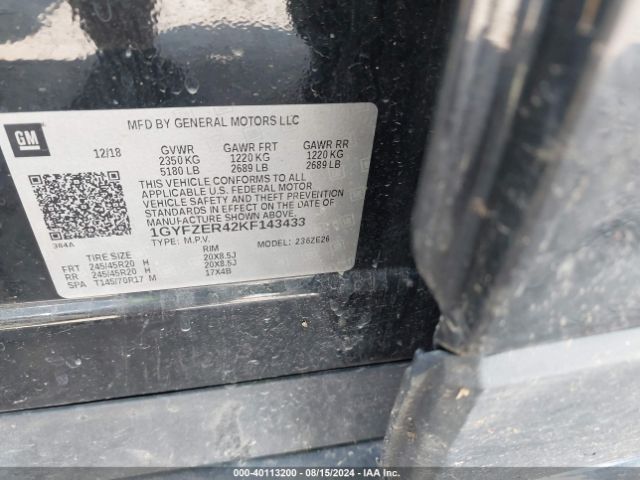 GM
MFD BY GENERAL MOTORS LLC
12/18 GVWR GAWR FRT GAWR RR
2350 KG 1220 KG 1220 KG
5180 LB 2689 LB 2689 LB
THIS VEHICLE CONFORMS TO ALL
APPLICABLE U.S. FEDERAL MOTOR
VEHICLE SAFETY AND THEFT PREVENTION
STANDARDS IN EFFECT ON THE DATE OF
MANUFACTURE SHOWN ABOVE.
1GYFZER42KF143433
384A
TYPE: M.P.V. MODEL: 236ZE26
TIRE SIZE RIM
FRT 245/45R20 H 20X8.5J
RR 245/45R20 H 20X8.5J
SPA T145/70R17 M 17X4B
000-40113200 - 08/15/2024 - IAA Inc.